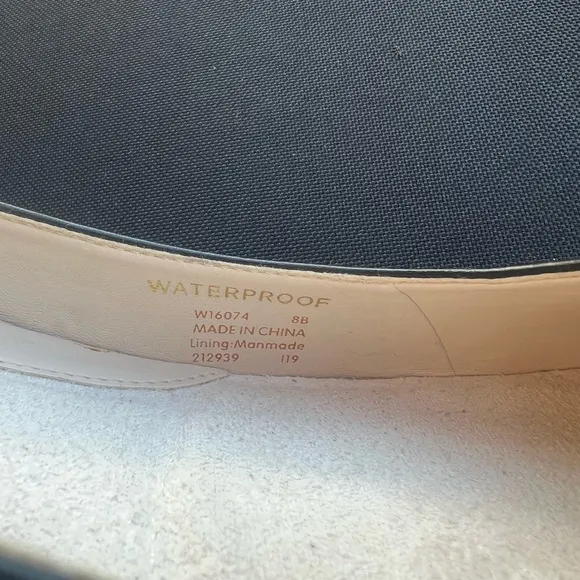 WATERPROOF
W16074 8B
MADE IN CHINA
Lining:Manmade
212939 I19